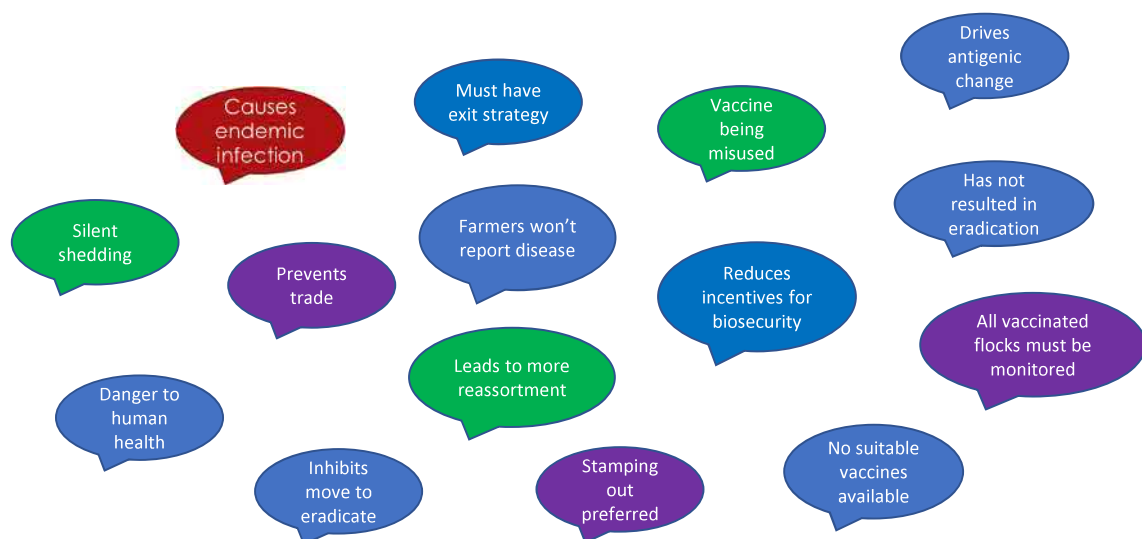 Causes
endemic
infection
Must have
exit strategy
Vaccine
being
misused
Drives
antigenic
change
Silent
shedding
Prevents
trade
Farmers won’t
report disease
Reduces
incentives for
biosecurity
Has not
resulted in
eradication
Leads to more
reassortment
All vaccinated
flocks must be
monitored
Danger to
human
health
Inhibits
move to
eradicate
Stamping
out
preferred
No suitable
vaccines
available